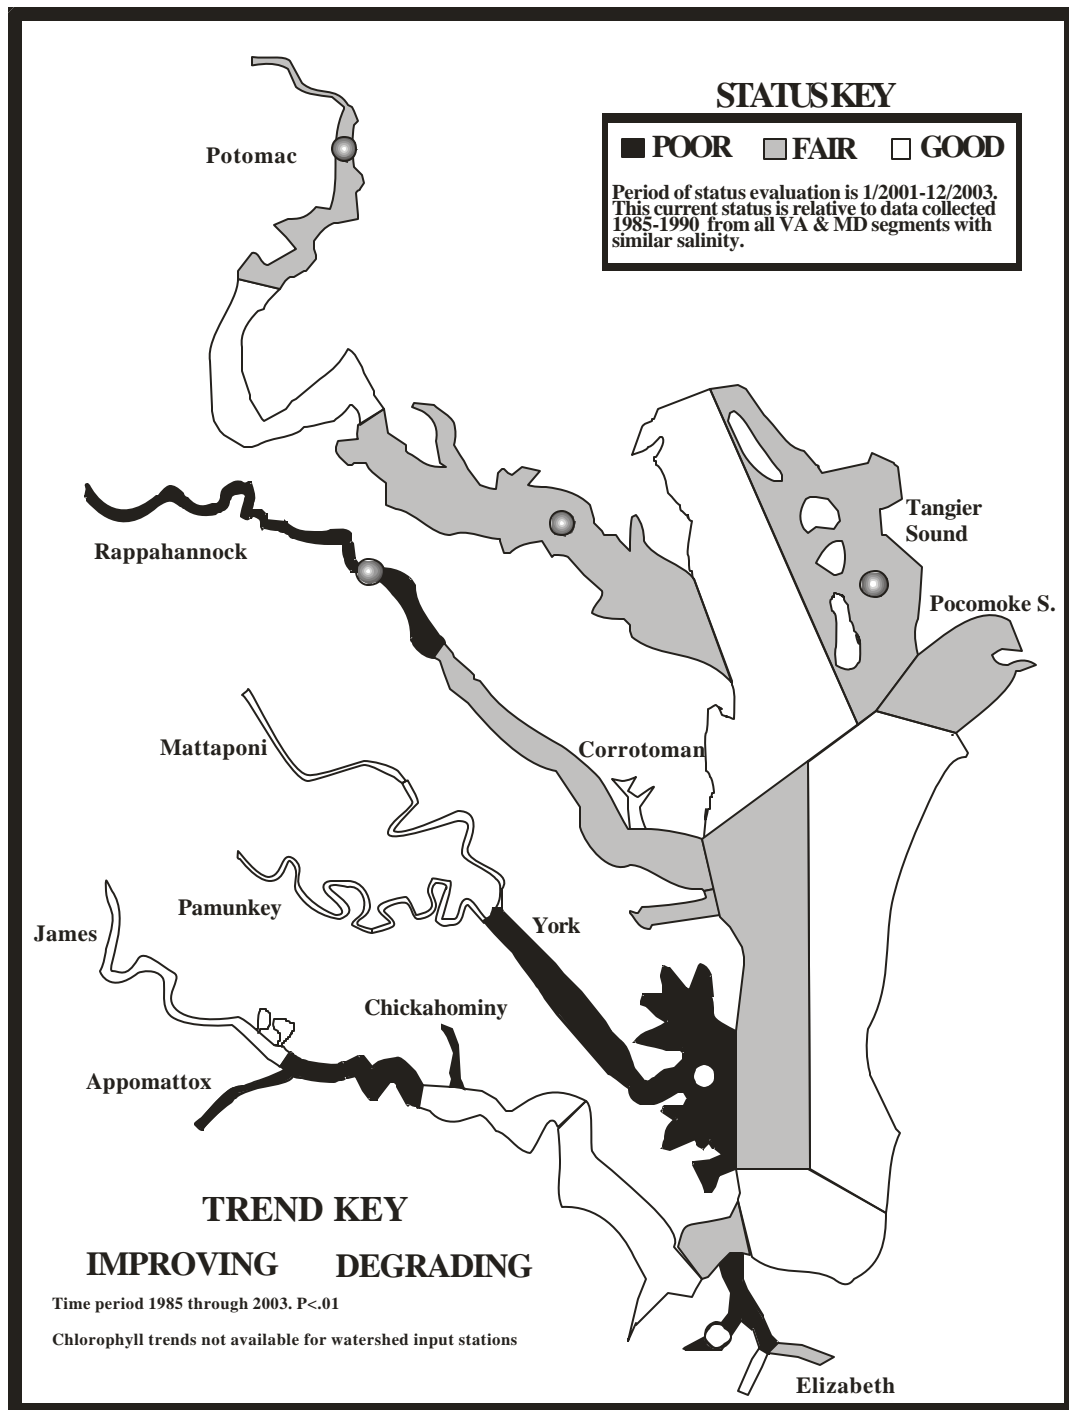 STATUS KEY
POOR FAIR GOOD
Period of status evaluation is 1/2001-12/2003.
This current status is relative to data collected
1985-1990 from all VA & MD segments with
similar salinity.
Potomac
Tangier
Sound
Rappahannock
Pocomoke S.
Mattaponi
Corrotoman
Pamunkey
York
James
Chickahominy
Appomattox
TREND KEY
IMPROVING DEGRADING
Time period 1985 through 2003. P<.01
Chlorophyll trends not available for watershed input stations
Elizabeth